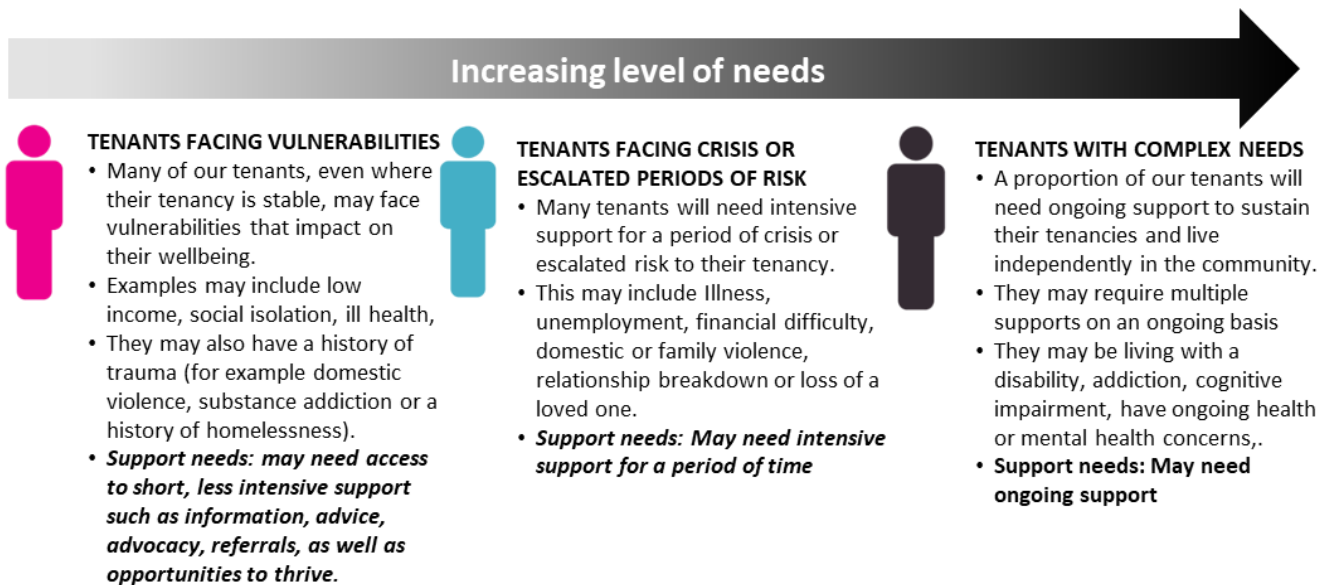 Increasing level of needs
TENANTS FACING VULNERABILITIES
• Many of our tenants, even where
their tenancy is stable, may face
vulnerabilities that impact on
their wellbeing.
• Examples may include low
income, social isolation, ill health,
• They may also have a history of
trauma (for example domestic
violence, substance addiction or a
history of homelessness).
• Support needs: may need access
to short, less intensive support
such as information, advice,
advocacy, referrals, as well as
opportunities to thrive.
TENANTS FACING CRISIS OR
ESCALATED PERIODS OF RISK
• Many tenants will need intensive
support for a period of crisis or
escalated risk to their tenancy.
• This may include Illness,
unemployment, financial difficulty,
domestic or family violence,
relationship breakdown or loss of a
loved one.
• Support needs: May need intensive
support for a period of time
TENANTS WITH COMPLEX NEEDS
• A proportion of our tenants will
need ongoing support to sustain
their tenancies and live
independently in the community.
• They may require multiple
supports on an ongoing basis
• They may be living with a
disability, addiction, cognitive
impairment, have ongoing health
or mental health concerns,.
• Support needs: May need
ongoing support